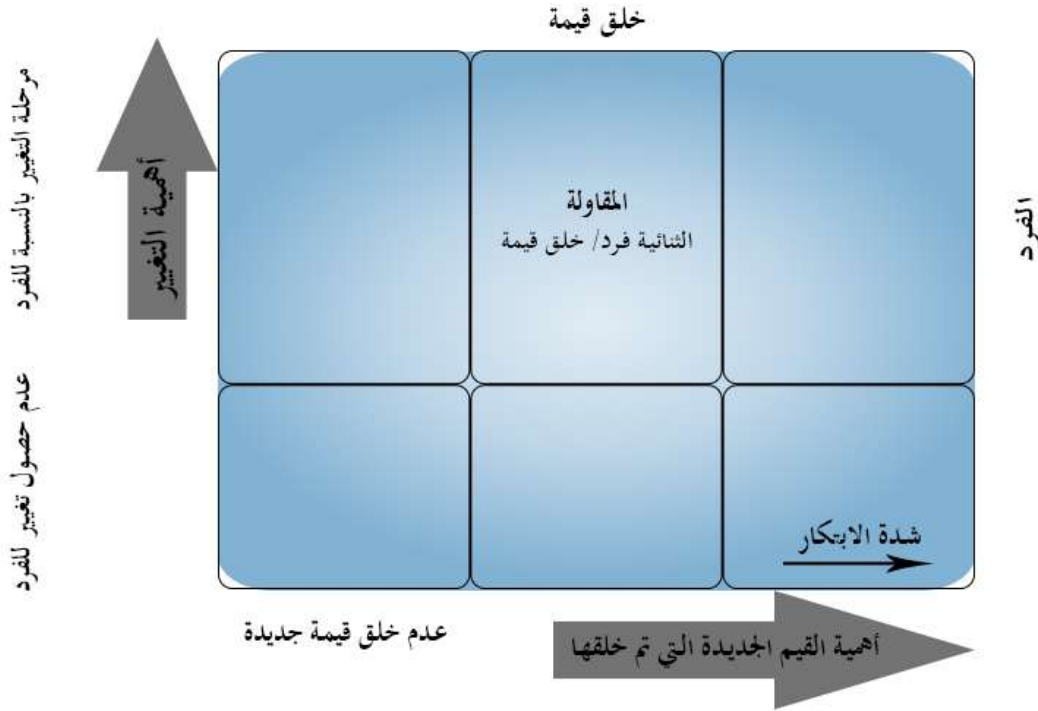 خلق قيمة
مرحلة التغيير بالنسبة للفرد
أهمية التغيير
المقاولة
الثنائية فرد/ خلق قيمة
الفرد
عدم حصول تغيير للفرد
شدة الابتكار
عدم خلق قيمة جديدة
أهمية القيم الجديدة التي تم خلقها